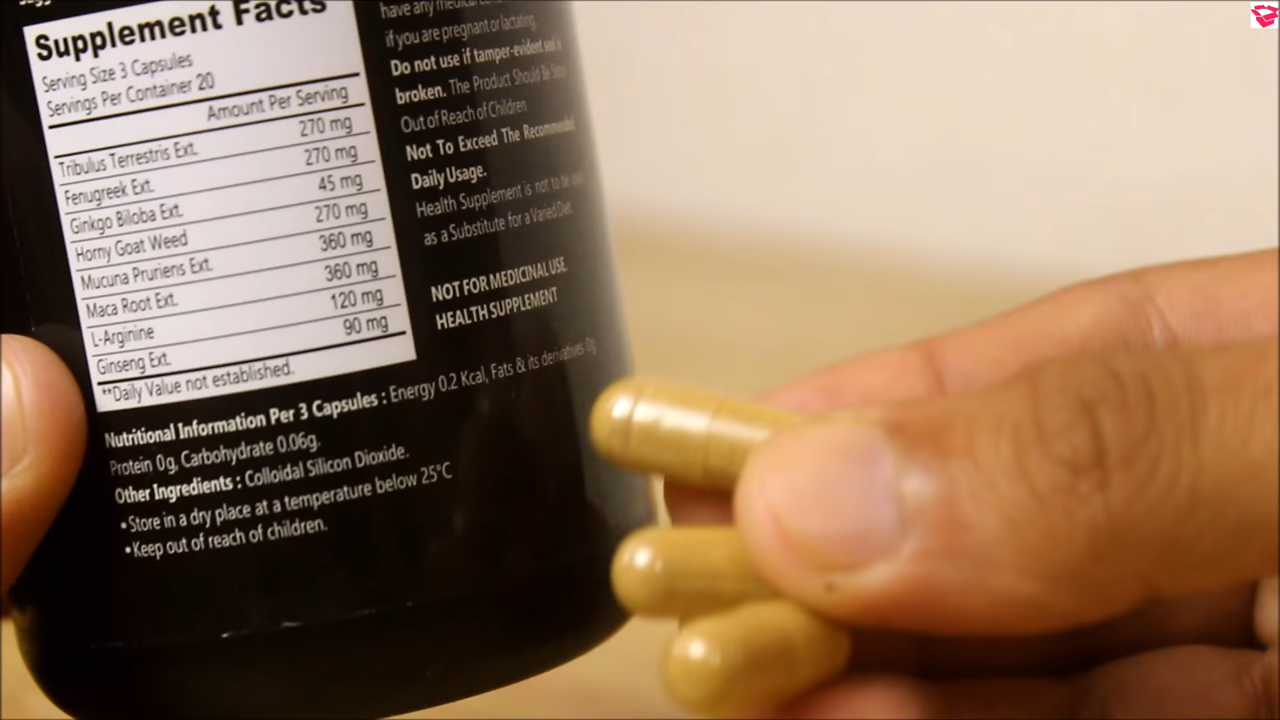 Supplement Facts
Serving Size 3 Capsules
Servings Per Container 20
Amount Per Serving
Tribulus Terrestris Ext. 270 mg
Fenugreek Ext. 270 mg
Ginkgo Biloba Ext. 45 mg
Horny Goat Weed 270 mg
Mucuna Pruriens Ext. 360 mg
Maca Root Ext. 360 mg
L-Arginine 120 mg
Ginseng Ext. 90 mg
**Daily Value not established.
Nutritional Information Per 3 Capsules : Energy 0.2 Kcal, Fats & its derivatives 0g
Protein 0g, Carbohydrate 0.06g.
Other Ingredients : Colloidal Silicon Dioxide.
•Store in a dry place at a temperature below 25°C
•Keep out of reach of children.
have any medical
if you are pregnant or lactating.
Do not use if tamper-evident seal is
broken. The Product Should Be
Out of Reach of Children
Not To Exceed The Recommended
Daily Usage.
Health Supplement is not to be
as a Substitute for a Varied Diet.
NOT FOR MEDICINAL USE.
HEALTH SUPPLEMENT